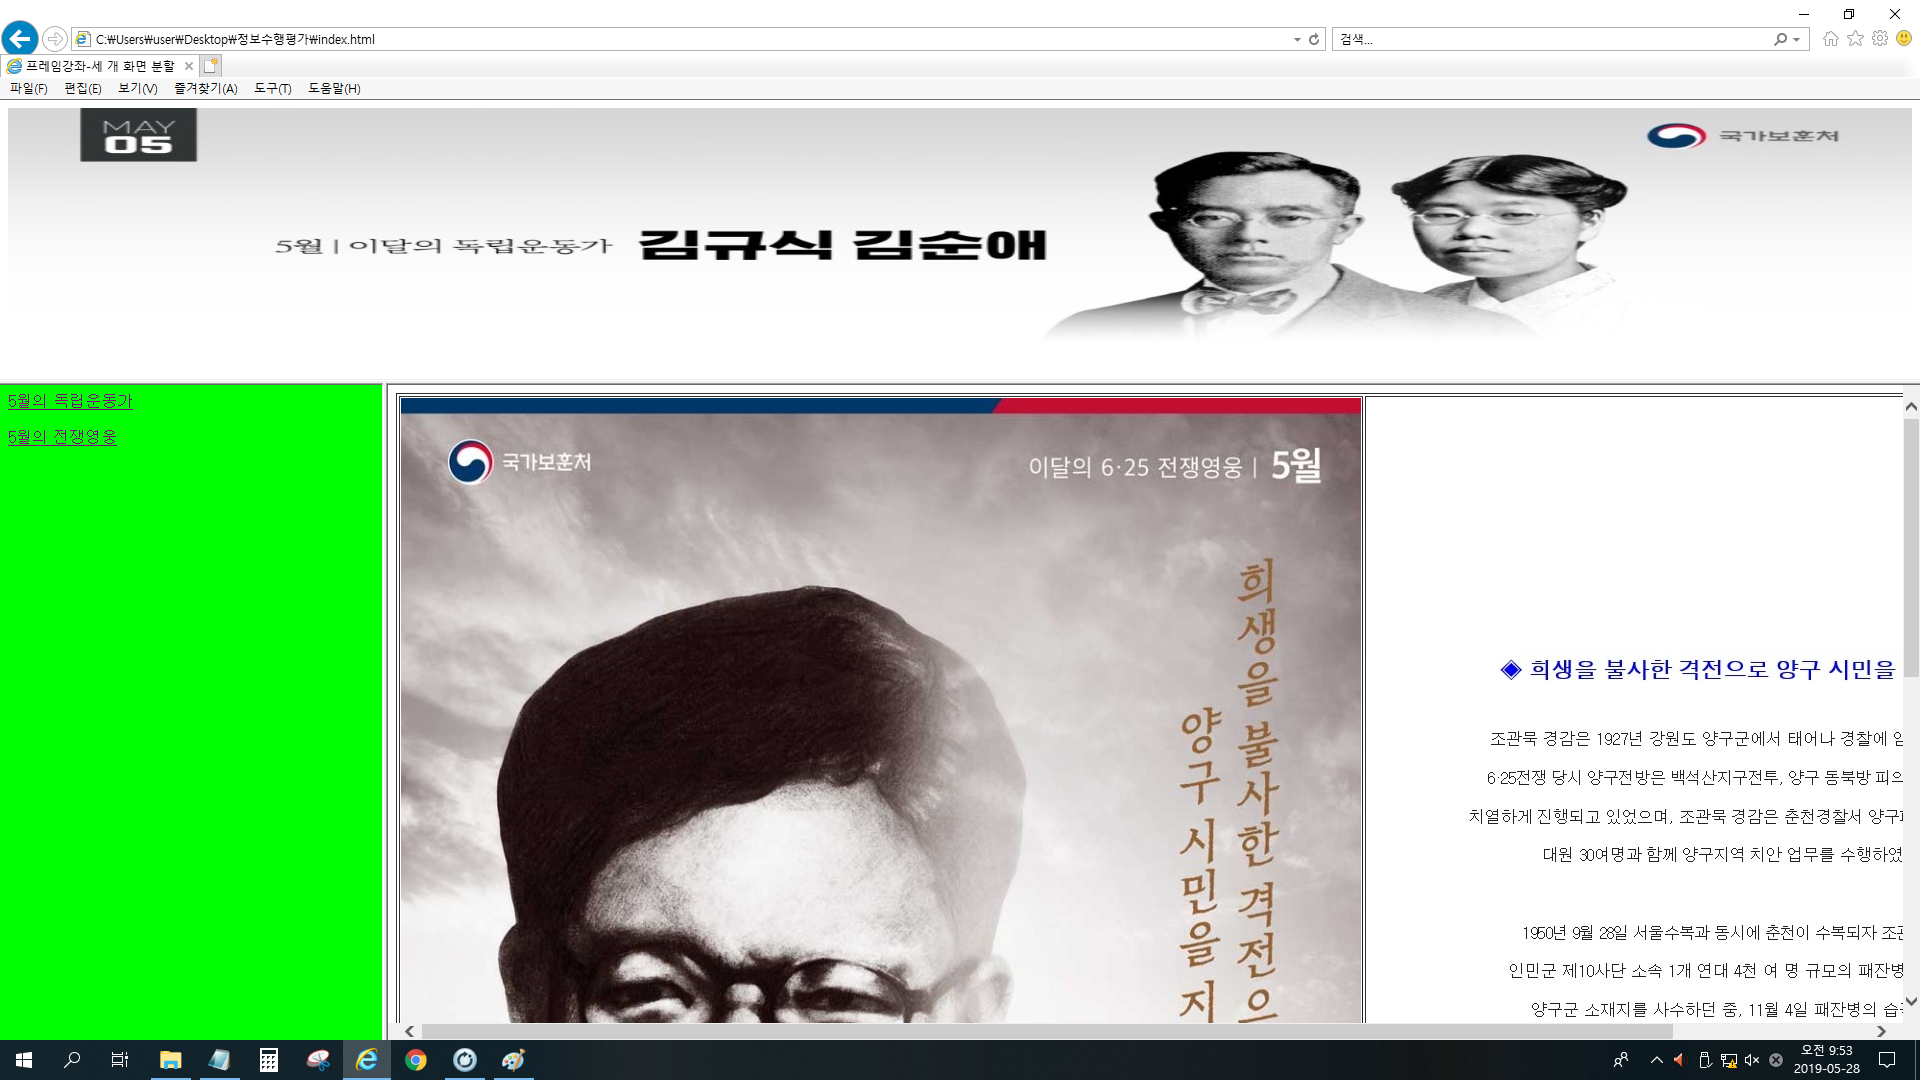 C:₩Users₩user₩Desktop₩정보수행평가₩index.html
검색...
프레임강좌-세 개 화면 분할
파일(F) 편집(E) 보기(V) 즐겨찾기(A) 도구(T) 도움말(H)
MAY
05
국가보훈처
5월 | 이달의 독립운동가 김규식 김순애
5월의 독립운동가
5월의 전쟁영웅
국가보훈처
이달의 6·25 전쟁영웅 | 5월
희생을 불사한 격전으
양구 시민을 지
◈ 희생을 불사한 격전으로 양구 시민을
조관묵 경감은 1927년 강원도 양구군에서 태어나 경찰에
6·25전쟁 당시 양구전방은 백석산지구전투, 양구 동북방 피의
치열하게 진행되고 있었으며, 조관묵 경감은 춘천경찰서
대원 30여명과 함께 양구지역 치안 업무를 수행하였
1950년 9월 28일 서울수복과 동시에 춘천이 수복되자
인민군 제10사단 소속 1개 연대 4천 여 명 규모의 패잔병
양구군 소재지를 사수하던 중, 11월 4일 패잔병의
오전 9:53
2019-05-28